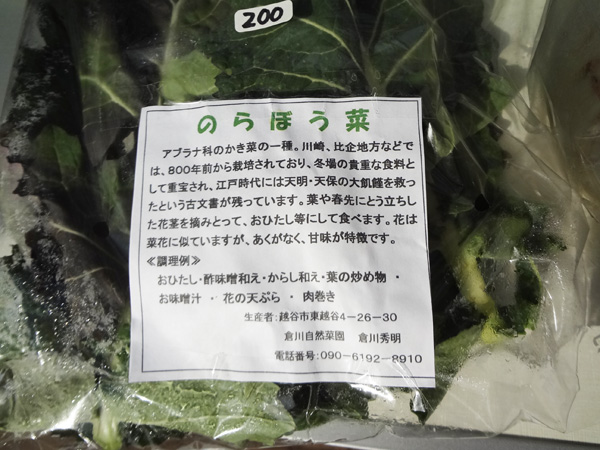 200
のらぼう菜
アブラナ科のかき菜の一種。川崎、比企地方などで
は、800年前から栽培されており、冬場の貴重な食料と
して重宝され、江戸時代には天明・天保の大飢饉を救っ
たという古文書が残っています。葉や春先にとう立ちし
た花茎を摘みとって、おひたし等にして食べます。花は
菜花に似ていますが、あくがなく、甘味が特徴です。
≪調理例≫
おひたし・酢味噌和え・からし和え・葉の炒め物・
お味噌汁・花の天ぷら・肉巻き
生産者：越谷市東越谷4－26－30
倉川自然菜園 倉川秀明
電話番号：090－6192－8910